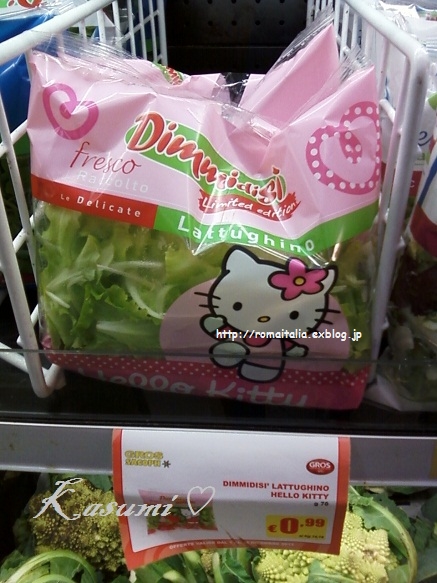 Dimmidisì
fresco
Raccolto
Limited edition
Le Delicate
Lattughino
http://romaitalia.exblog.jp
Kitty
GROS
GROS
DIMMIDISI' LATTUGHINO
HELLO KITTY
€ 0.99
Kasumi ♡